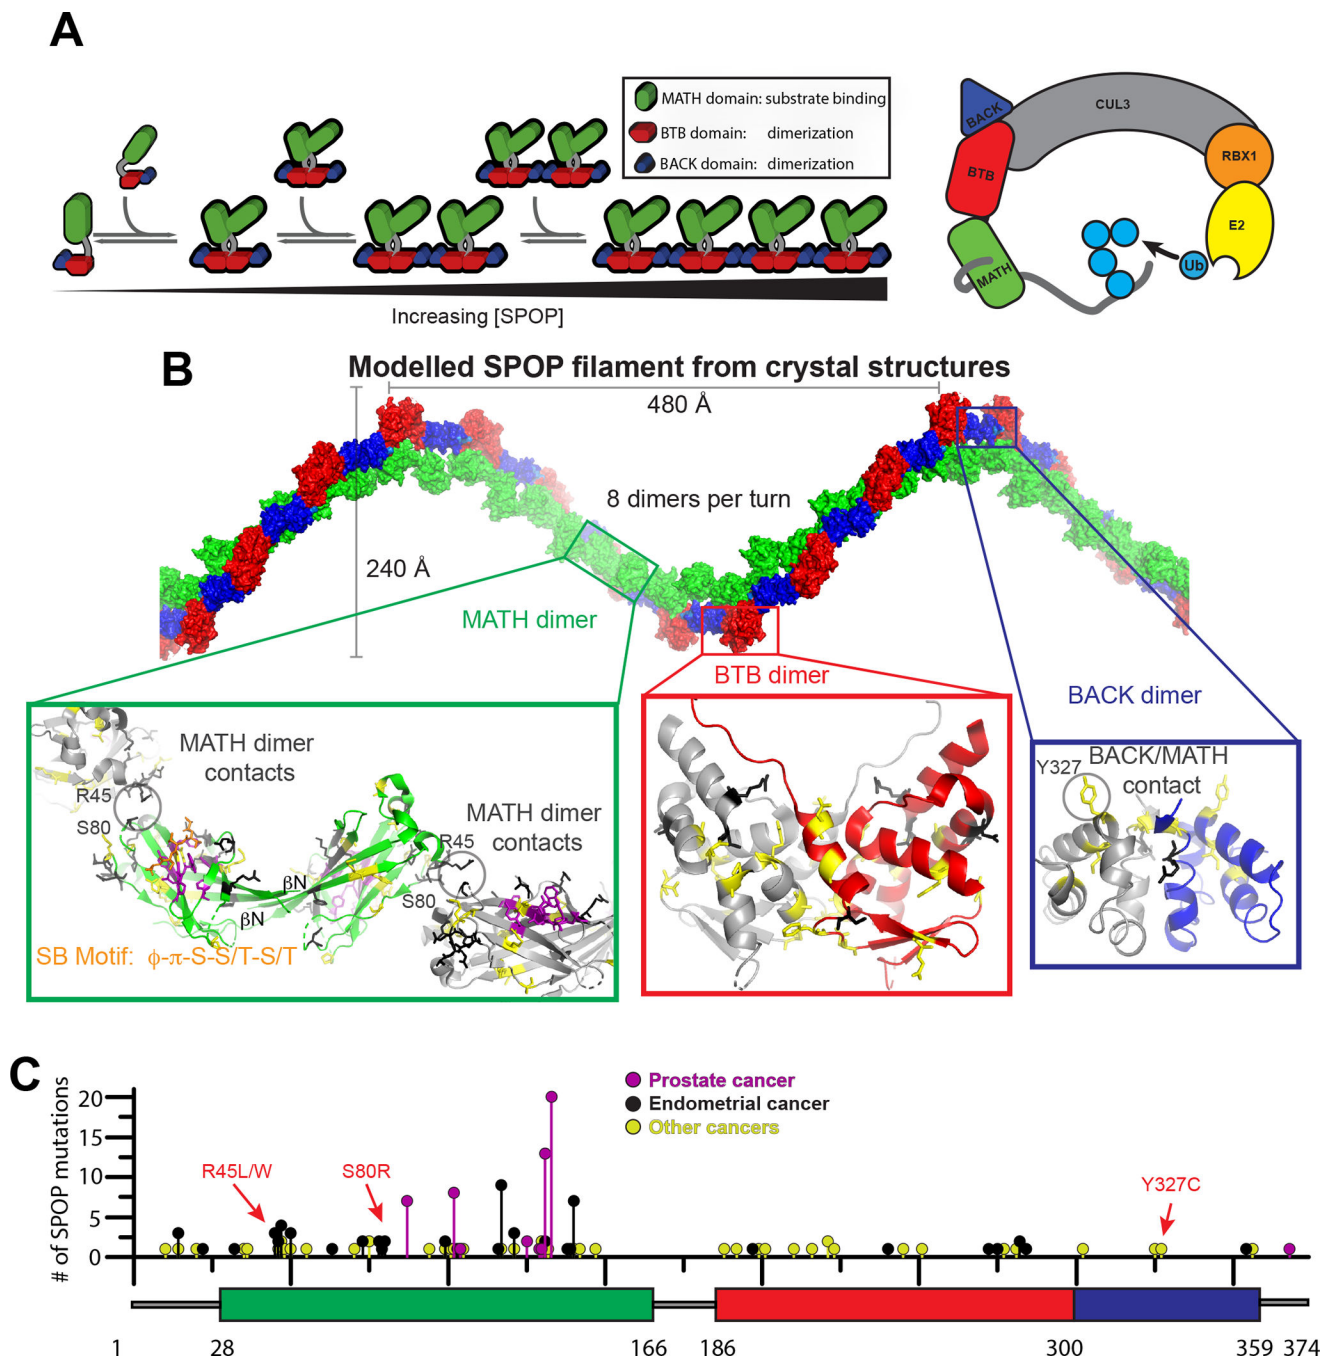 A
MATH domain: substrate binding
BTB domain: dimerization
BACK domain: dimerization
Increasing [SPOP]
BACK
CUL3
BTB
RBX1
E2
MATH
Ub
B
Modelled SPOP filament from crystal structures
480 Å
8 dimers per turn
240 Å
MATH dimer
BTB dimer
BACK dimer
MATH dimer
contacts
R45
S80
MATH dimer
contacts
R45
S80
βN
βN
SB Motif: ϕ-π-S-S/T-S/T
BACK/MATH
contact
Y327
C
# of SPOP mutations
20
15
10
5
0
Prostate cancer
Endometrial cancer
Other cancers
R45L/W
S80R
Y327C
1
28
166
186
300
359
374